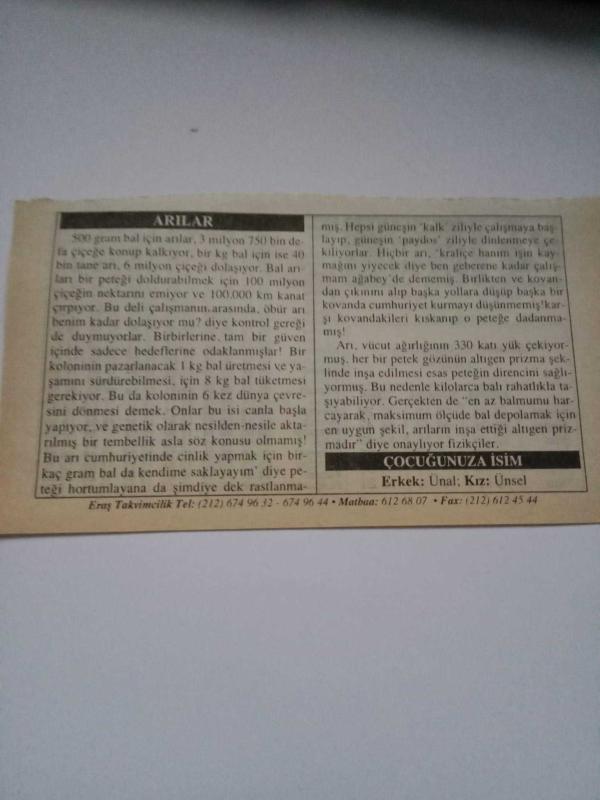 ARILAR
500 gram bal için arılar, 3 milyon 750 bin de-
fa çiçeğe konup kalkıyor, bir kg bal için ise 40
bin tane arı, 6 milyon çiçeği dolaşıyor. Bal arı-
ları bir peteği doldurabilmek için 100 milyon
çiçeğin nektarını emiyor ve 100.000 km kanat
çırpıyor. Bu deli çalışmanın arasında, öbür arı
benim kadar dolaşıyor mu? diye kontrol gereği
de duymuyorlar. Birbirlerine, tam bir güven
içinde sadece hedeflerine odaklanmışlar! Bir
koloninin pazarlanacak 1 kg bal üretmesi ve ya-
şamını sürdürebilmesi, için 8 kg bal tüketmesi
gerekiyor. Bu da koloninin 6 kez dünya çevre-
sini dönmesi demek. Onlar bu işi canla başla
yapıyor, ve genetik olarak nesilden-nesile akta-
rılmış bir tembellik asla söz konusu olmamış!
Bu arı cumhuriyetinde cinlik yapmak için bir-
kaç gram bal da kendime saklayayım' diye pe-
teği hortumlayana da şimdiye dek rastlanma-
mış. Hepsi güneşin 'kalk' ziliyle çalışmaya baş-
layıp, güneşin 'paydos' ziliyle dinlenmeye çe-
kiliyorlar. Hiçbir arı, 'kraliçe hanım işin kay-
mağını yiyecek diye ben geberene kadar çalış-
mam ağabey'de dememiş. Birlikten ve kovan-
dan çıkınını alıp başka yollara düşüp başka bir
kovanda cumhuriyet kurmayı düşünmemiş!kar-
şı kovandakileri kıskanıp o peteğe dadanma-
mış!
Arı, vücut ağırlığının 330 katı yük çekiyor-
muş, her bir petek gözünün altıgen prizma şek-
linde inşa edilmesi esas peteğin direncini sağlı-
yormuş. Bu nedenle kilolarca balı rahatlıkla ta-
şıyabiliyor. Gerçekten de "en az balmumu har-
cayarak, maksimum ölçüde bal depolamak için
en uygun şekil, arıların inşa ettiği altıgen priz-
madır" diye onaylıyor fizikçiler.
ÇOCUĞUNUZA İSİM
Erkek: Ünal; Kız: Ünsel
Eraş Takvimcilik Tel: (212) 674 96 32 - 674 96 44 • Matbaa: 612 68 07 • Fax: (212) 612 45 44